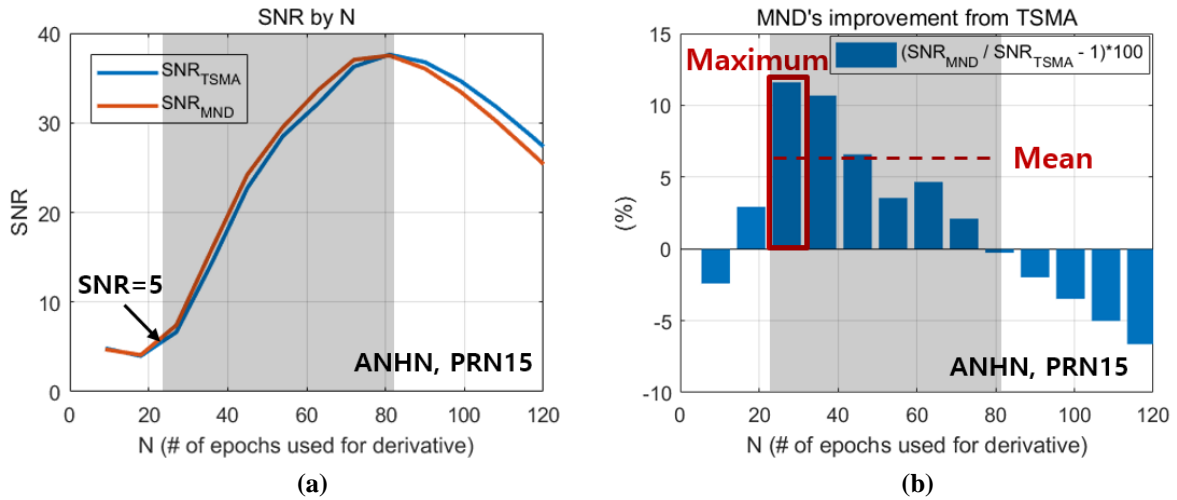 SNR by N
40
30
20
10
0
SNR
SNR_TSMA
SNR_MND
SNR=5
ANHN, PRN15
0 20 40 60 80 100 120
N (# of epochs used for derivative)
(a)
MND's improvement from TSMA
15
10
5
0
-5
-10
(%)
(SNR_MND / SNR_TSMA - 1)*100
Maximum
Mean
ANHN, PRN15
0 20 40 60 80 100 120
N (# of epochs used for derivative)
(b)